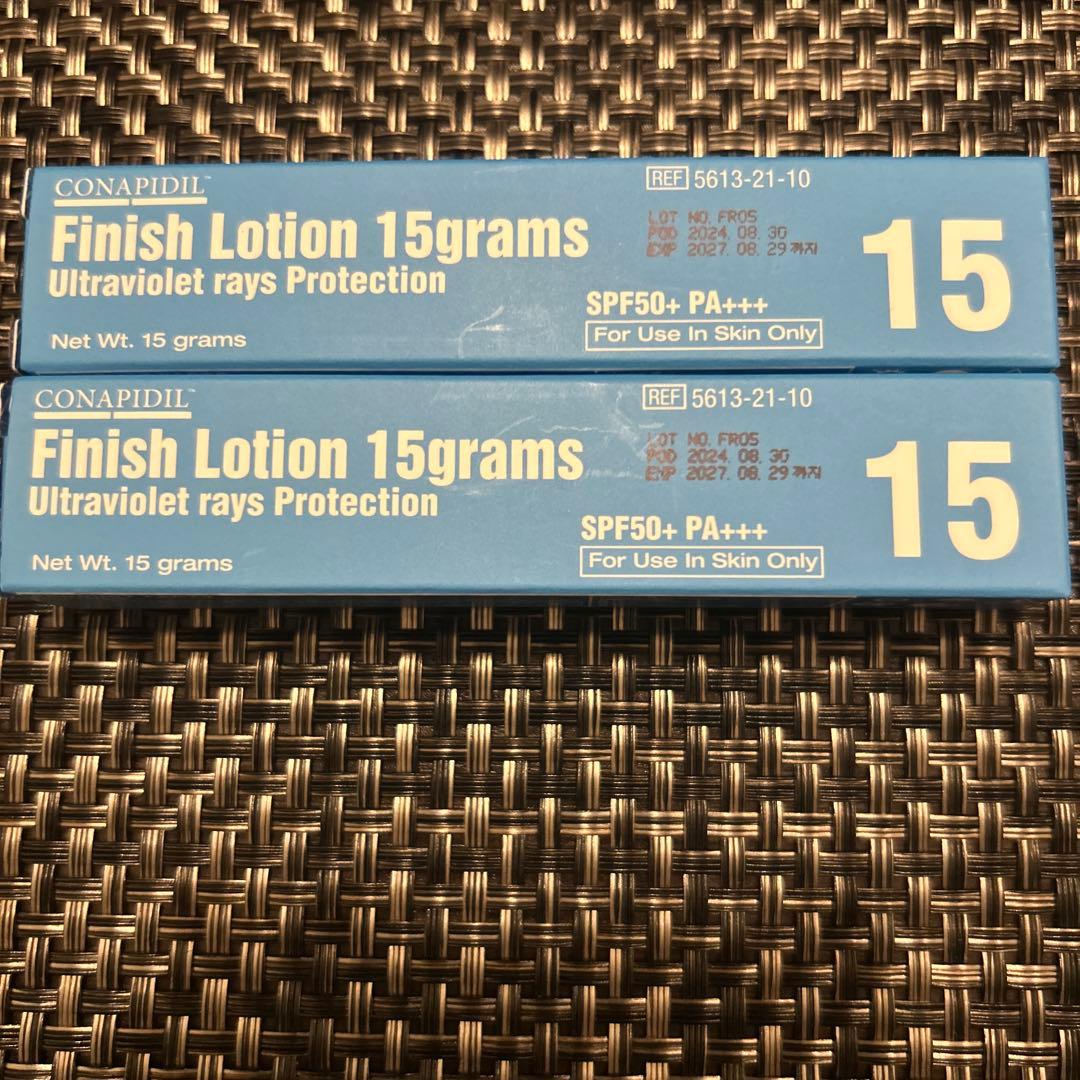 CONAPIDIL™
Finish Lotion 15grams
Ultraviolet rays Protection
Net Wt. 15 grams
REF 5613-21-10
LOT NO. FR05
POD 2024. 08. 30
EXP 2027. 08. 29 까지
SPF50+ PA+++
For Use In Skin Only
15
CONAPIDIL™
Finish Lotion 15grams
Ultraviolet rays Protection
Net Wt. 15 grams
REF 5613-21-10
LOT NO. FR05
POD 2024. 08. 30
EXP 2027. 08. 29 까지
SPF50+ PA+++
For Use In Skin Only
15